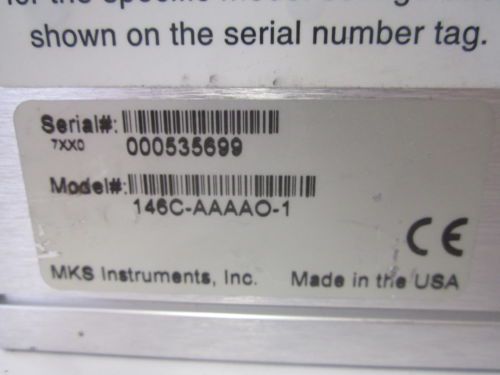 shown on the serial number tag.
Serial#:
7XX0 000535699
Model#:
146C-AAAAO-1
CE
MKS Instruments, Inc. Made in the USA